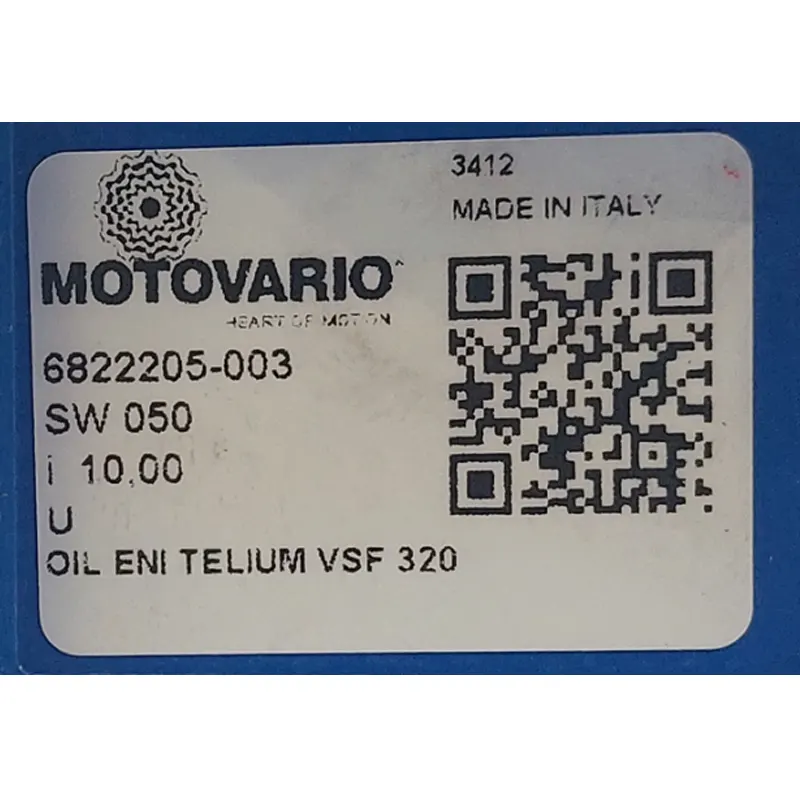 3412
MADE IN ITALY
MOTOVARIO
HEART OF MOTION
6822205-003
SW 050
i 10,00
U
OIL ENI TELIUM VSF 320